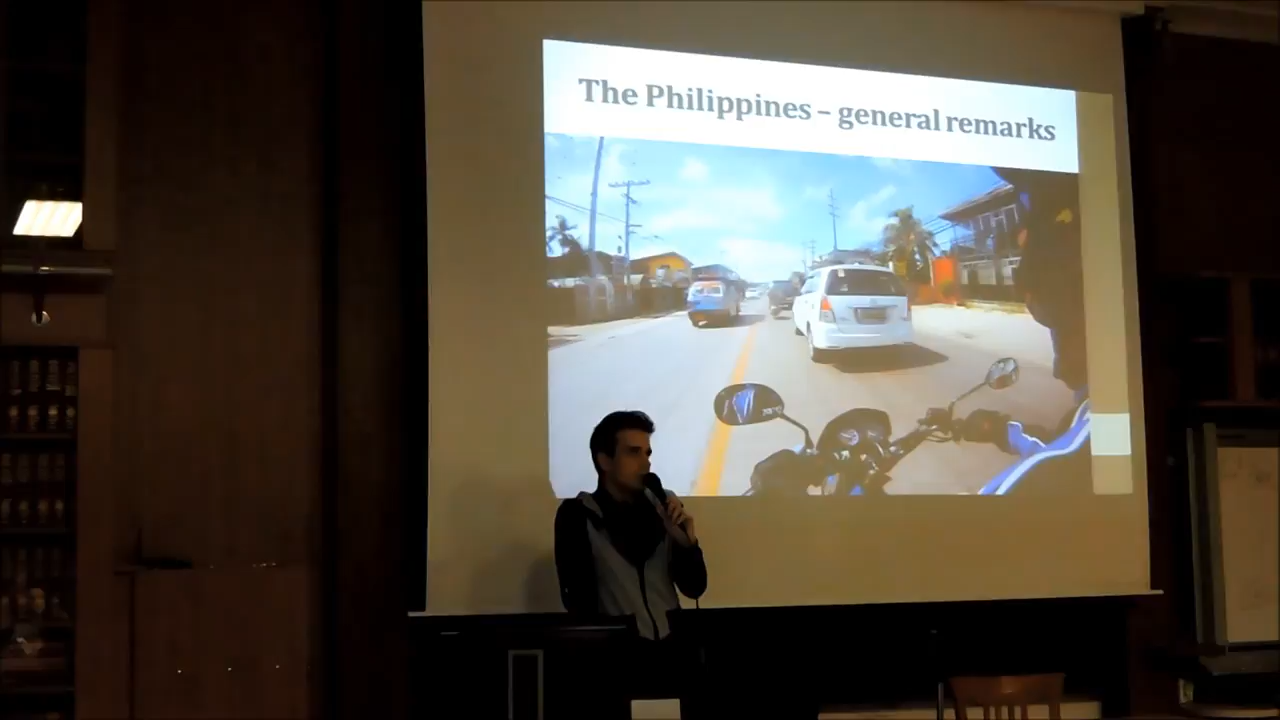 The Philippines – general remarks